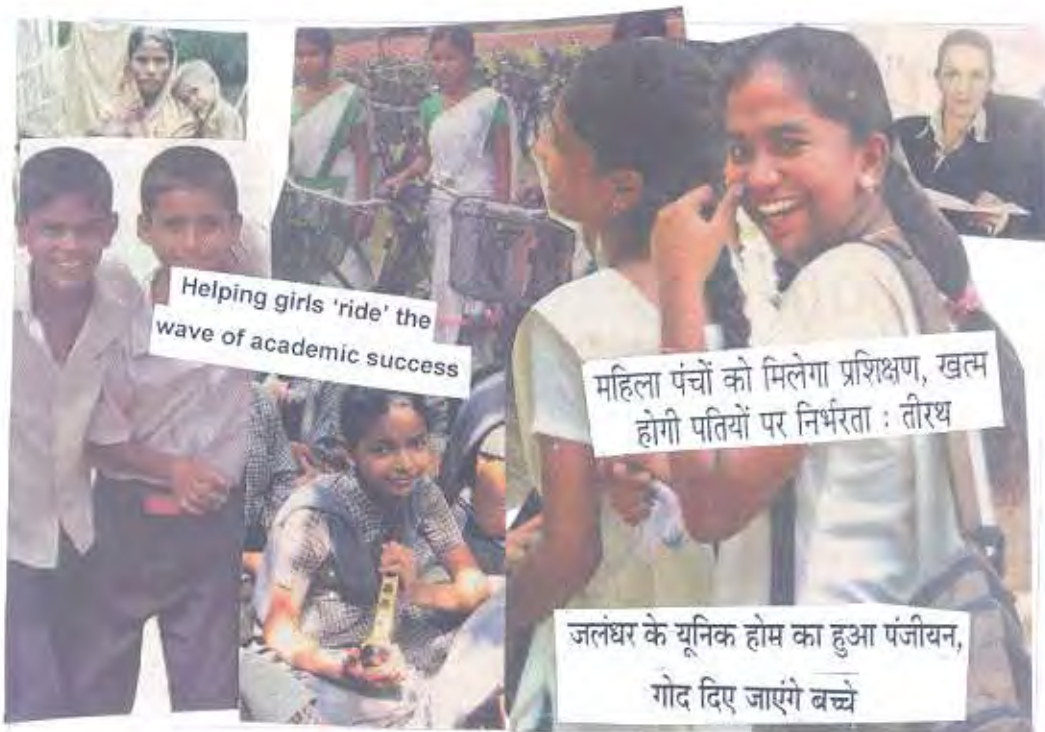 Helping girls ‘ride’ the
wave of academic success
महिला पंचों को मिलेगा प्रशिक्षण, खत्म
होगी पतियों पर निर्भरता : तीरथ
जलंधर के यूनिक होम का हुआ पंजीयन,
गोद दिए जाएंगे बच्चे